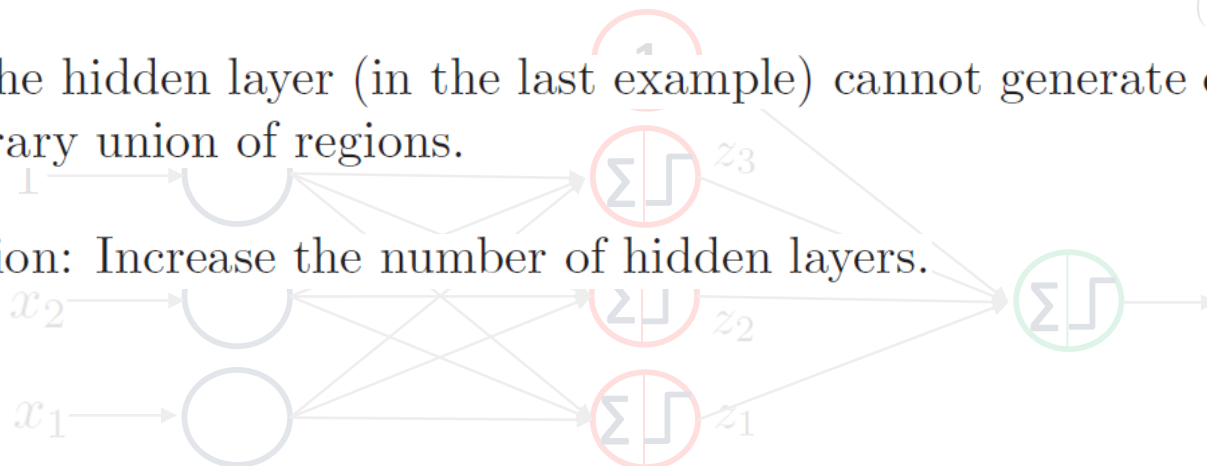 he hidden layer (in the last example) cannot generate
rary union of regions.
1
z3
ion: Increase the number of hidden layers.
x2
z2
x1
z1